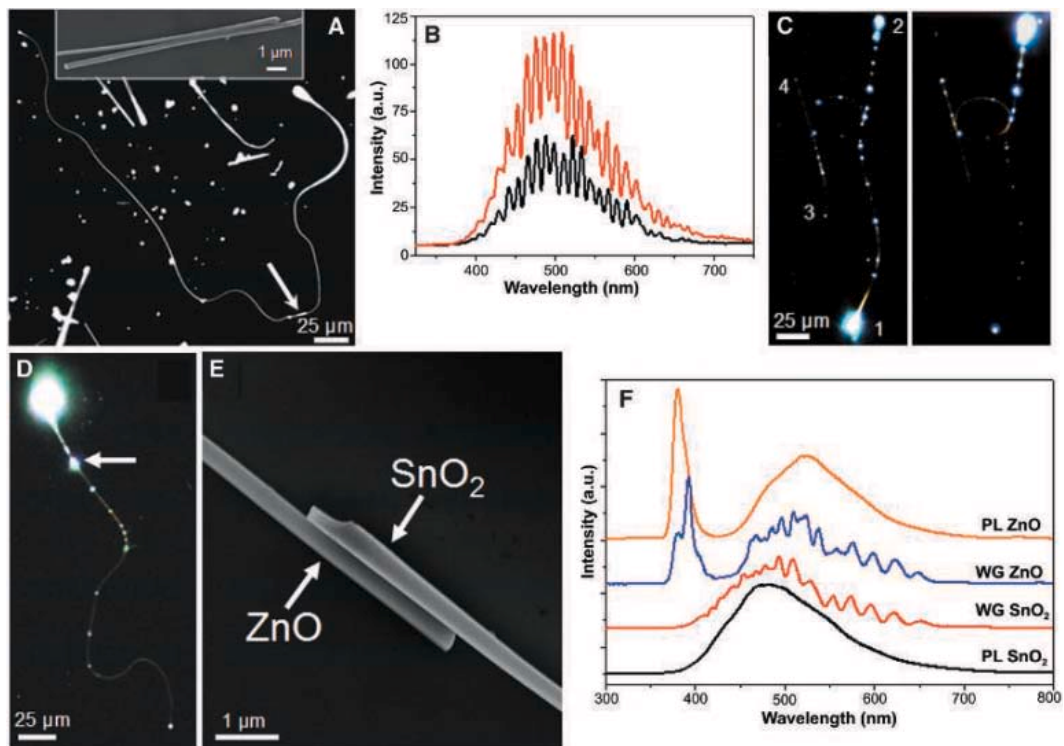 A
1 μm
25 μm
B
Intensity (a.u.)
125
100
75
50
25
0
400
500
600
700
Wavelength (nm)
C
2
4
3
1
25 μm
D
25 μm
E
SnO₂
ZnO
1 μm
F
Intensity (a.u.)
PL ZnO
WG ZnO
WG SnO₂
PL SnO₂
300
400
500
600
700
800
Wavelength (nm)